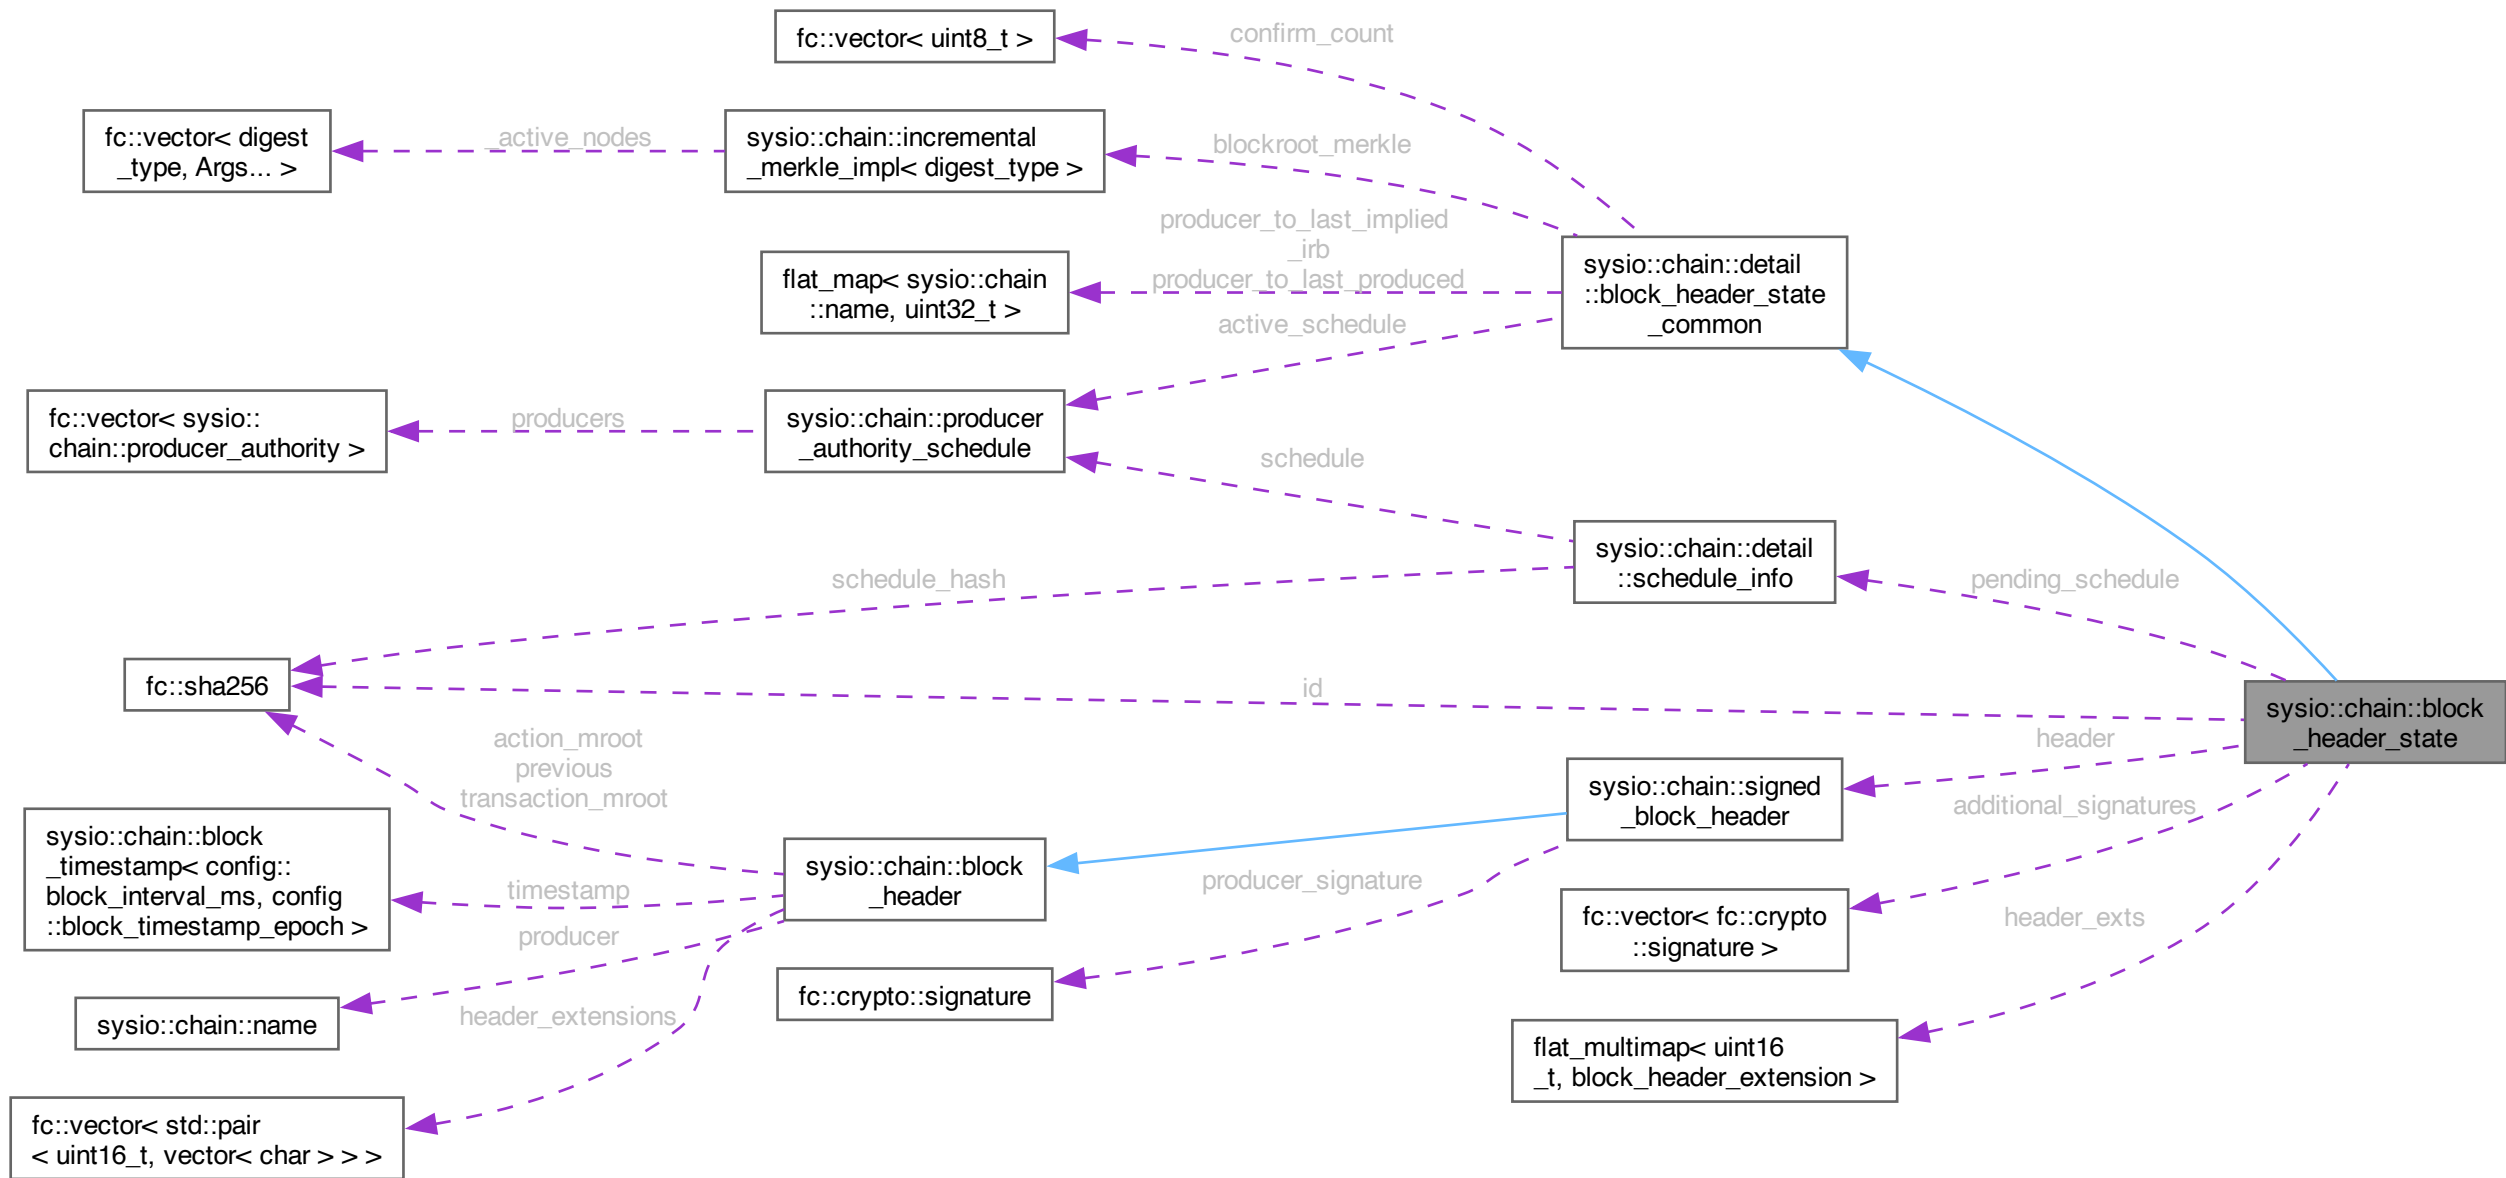 fc::vector< uint8_t >
confirm_count
fc::vector< digest
_type, Args... >
_active_nodes
sysio::chain::incremental
_merkle_impl< digest_type >
blockroot_merkle
producer_to_last_implied
_irb
producer_to_last_produced
flat_map< sysio::chain
::name, uint32_t >
sysio::chain::detail
::block_header_state
_common
active_schedule
fc::vector< sysio::
chain::producer_authority >
producers
sysio::chain::producer
_authority_schedule
schedule
sysio::chain::detail
::schedule_info
schedule_hash
pending_schedule
fc::sha256
id
sysio::chain::block
_header_state
action_mroot
previous
transaction_mroot
header
sysio::chain::signed
_block_header
additional_signatures
sysio::chain::block
_timestamp< config::
block_interval_ms, config
::block_timestamp_epoch >
timestamp
sysio::chain::block
_header
producer_signature
fc::vector< fc::crypto
::signature >
header_exts
producer
sysio::chain::name
header_extensions
fc::crypto::signature
flat_multimap< uint16
_t, block_header_extension >
fc::vector< std::pair
< uint16_t, vector< char > > >